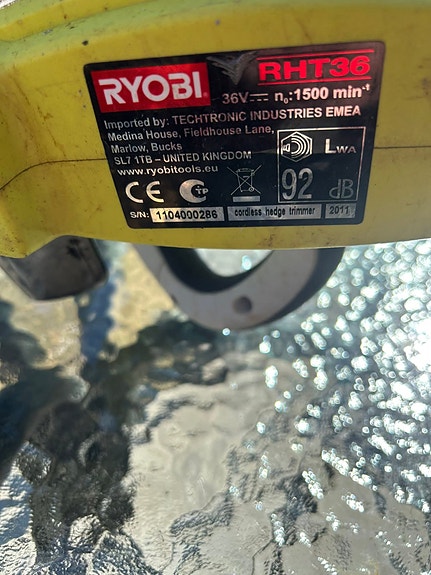 RYOBI® RHT36
36V⎓ n₀:1500 min⁻¹
Imported by: TECHTRONIC INDUSTRIES EMEA
Medina House, Fieldhouse Lane,
Marlow, Bucks
SL7 1TB – UNITED KINGDOM
www.ryobitools.eu
LWA
CE
92 dB
S/N: 1104000286 cordless hedge trimmer 2011